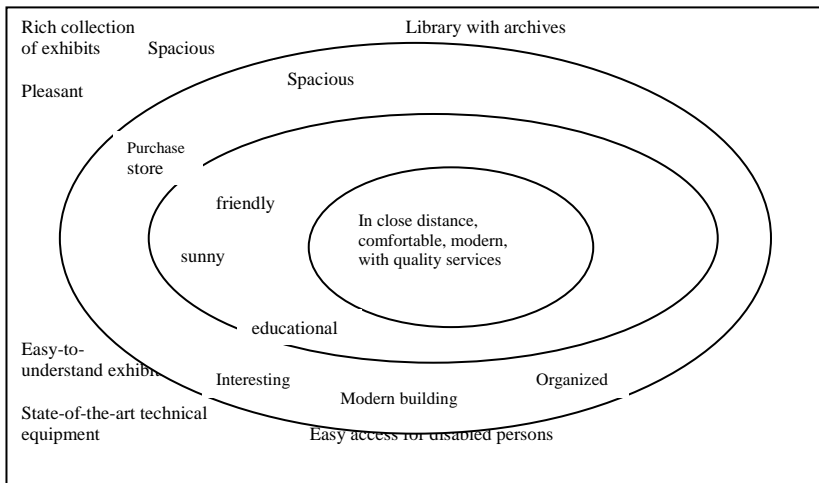 Rich collection
of exhibits
Spacious
Library with archives
Pleasant
Spacious
Purchase
store
friendly
In close distance,
comfortable, modern,
with quality services
sunny
educational
Easy-to-
understand exhibi
Interesting
Modern building
Organized
State-of-the-art technical
equipment
Easy access for disabled persons